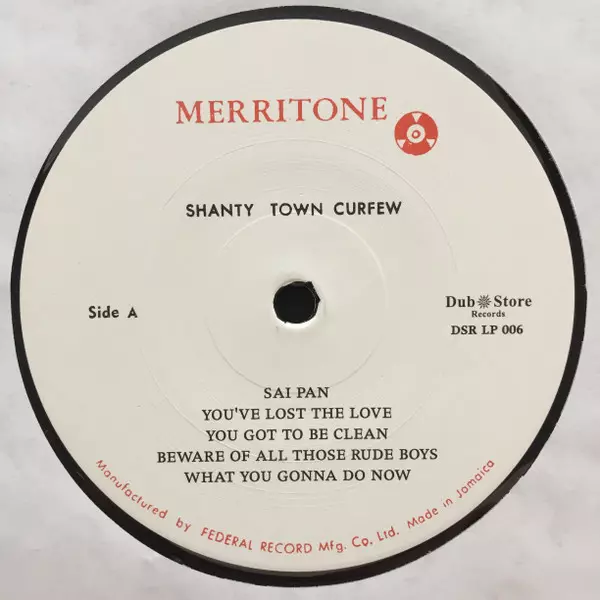 MERRITONE
SHANTY TOWN CURFEW
Side A
Dub Store
Records
DSR LP 006
SAI PAN
YOU'VE LOST THE LOVE
YOU GOT TO BE CLEAN
BEWARE OF ALL THOSE RUDE BOYS
WHAT YOU GONNA DO NOW
Manufactured by FEDERAL RECORD Mfg. Co. Ltd. Made in Jamaica